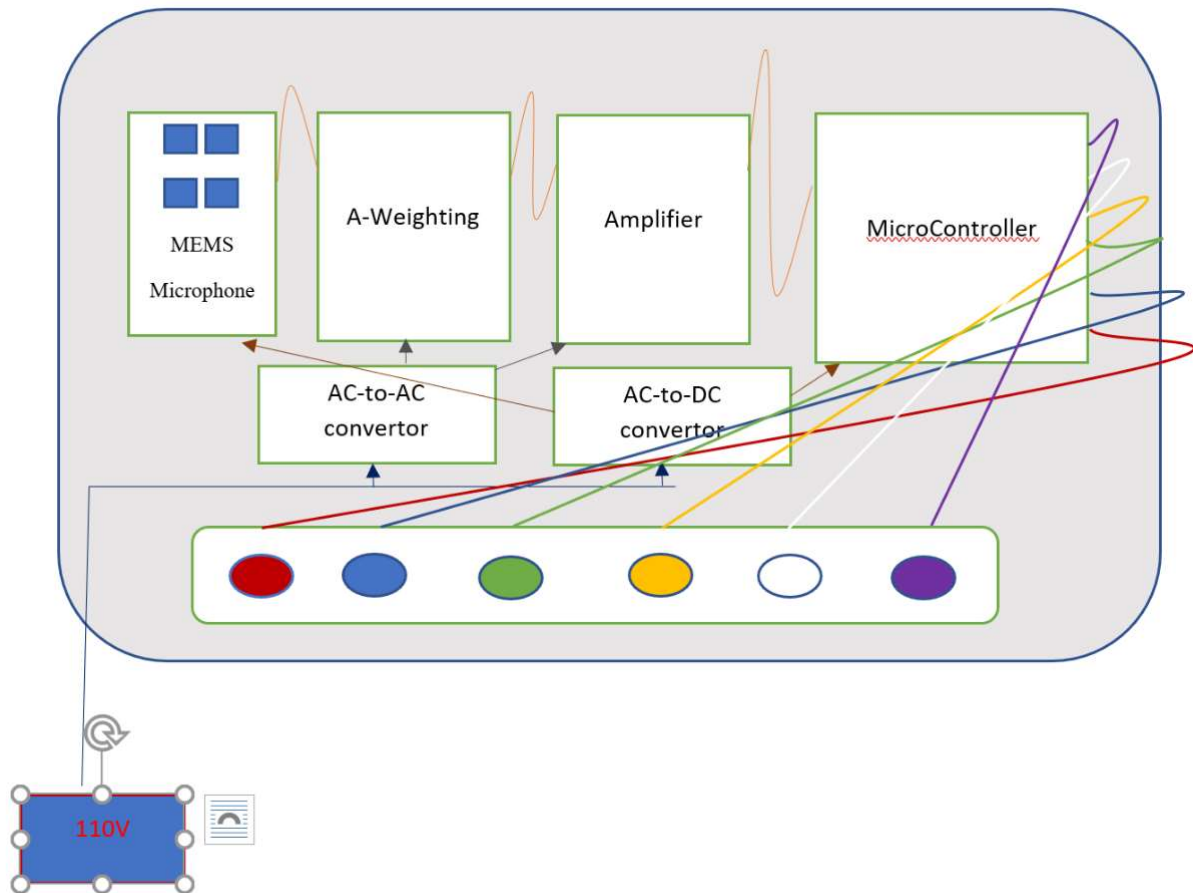 MEMS
Microphone
A-Weighting
Amplifier
MicroController
AC-to-AC
convertor
AC-to-DC
convertor
110V